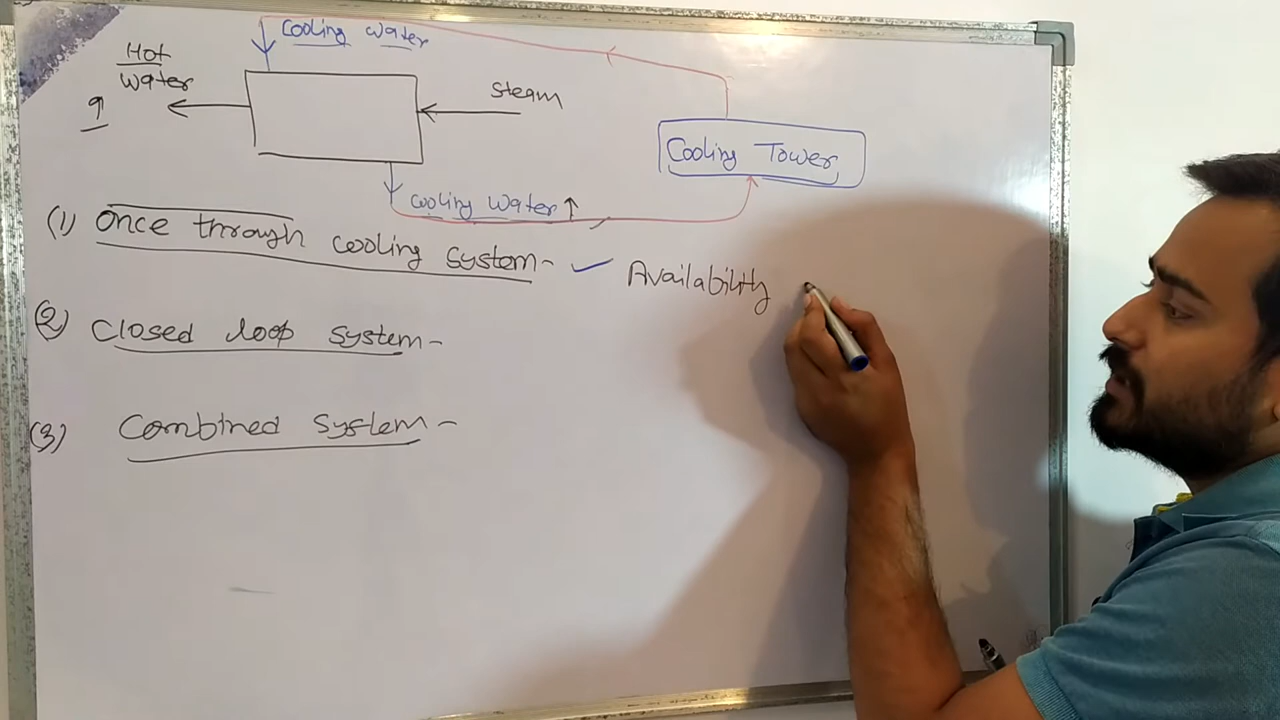 Cooling Water
Hot
Water
Steam
Cooling Tower
Cooling Water ↑
(1) Once through Cooling System- ✓ Availability
(2) Closed loop System-
(3) Combined System-